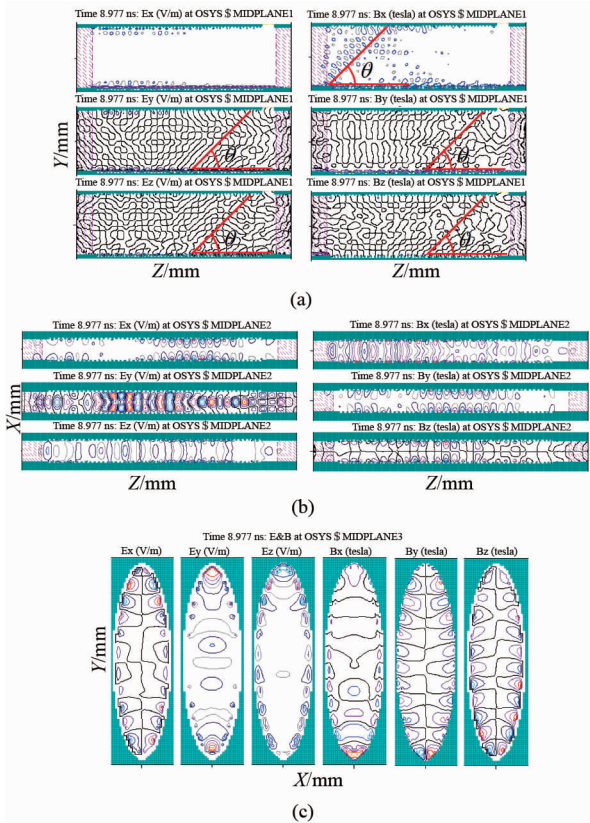 Time 8.977 ns: Ex (V/m) at OSYS $ MIDPLANE1
Time 8.977 ns: Bx (tesla) at OSYS $ MIDPLANE1
θ
Time 8.977 ns: Ey (V/m) at OSYS $ MIDPLANE1
Time 8.977 ns: By (tesla) at OSYS $ MIDPLANE1
Y/mm
θ
θ
Time 8.977 ns: Ez (V/m) at OSYS $ MIDPLANE1
Time 8.977 ns: Bz (tesla) at OSYS $ MIDPLANE1
θ
θ
Z/mm
Z/mm
(a)
Time 8.977 ns: Ex (V/m) at OSYS $ MIDPLANE2
Time 8.977 ns: Bx (tesla) at OSYS $ MIDPLANE2
Time 8.977 ns: Ey (V/m) at OSYS $ MIDPLANE2
Time 8.977 ns: By (tesla) at OSYS $ MIDPLANE2
X/mm
Time 8.977 ns: Ez (V/m) at OSYS $ MIDPLANE2
Time 8.977 ns: Bz (tesla) at OSYS $ MIDPLANE2
Z/mm
Z/mm
(b)
Time 8.977 ns: E&B at OSYS $ MIDPLANE3
Ex (V/m)
Ey (V/m)
Ez (V/m)
Bx (tesla)
By (tesla)
Bz (tesla)
Y/mm
X/mm
(c)